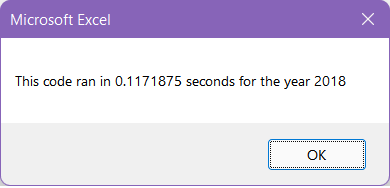 Microsoft Excel
This code ran in 0.1171875 seconds for the year 2018
OK